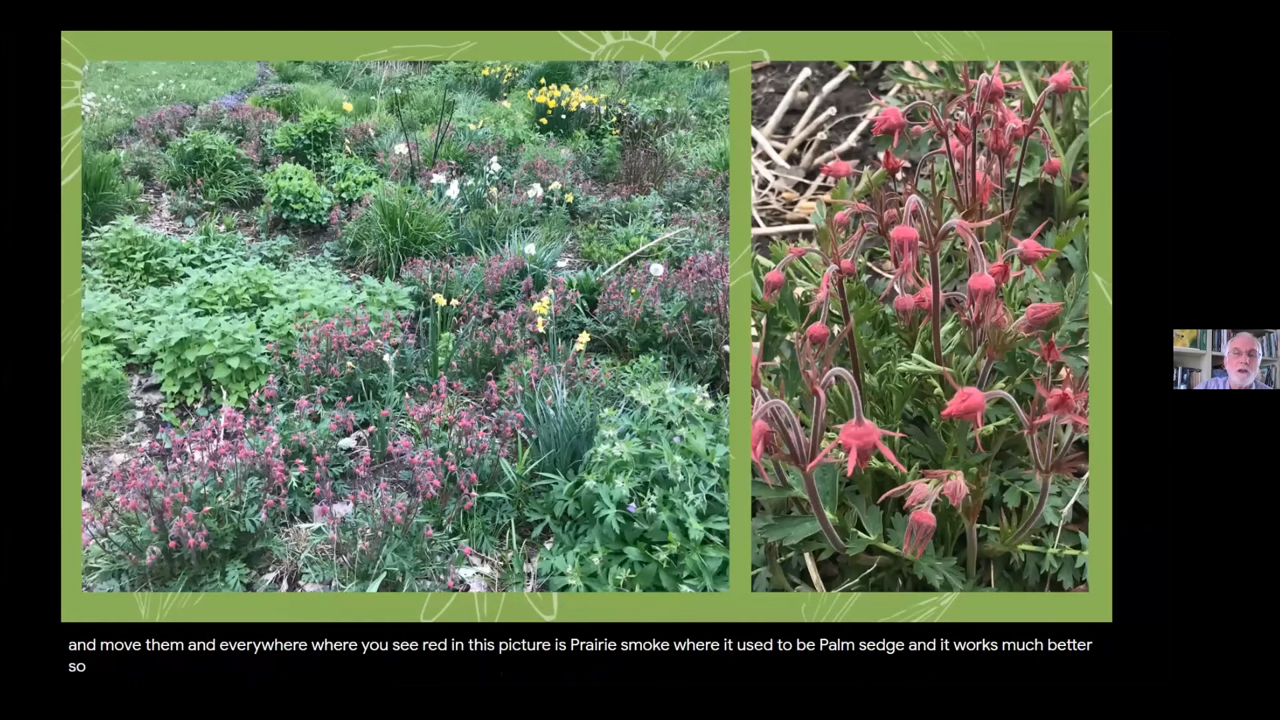 and move them and everywhere where you see red in this picture is Prairie smoke where it used to be Palm sedge and it works much better
so